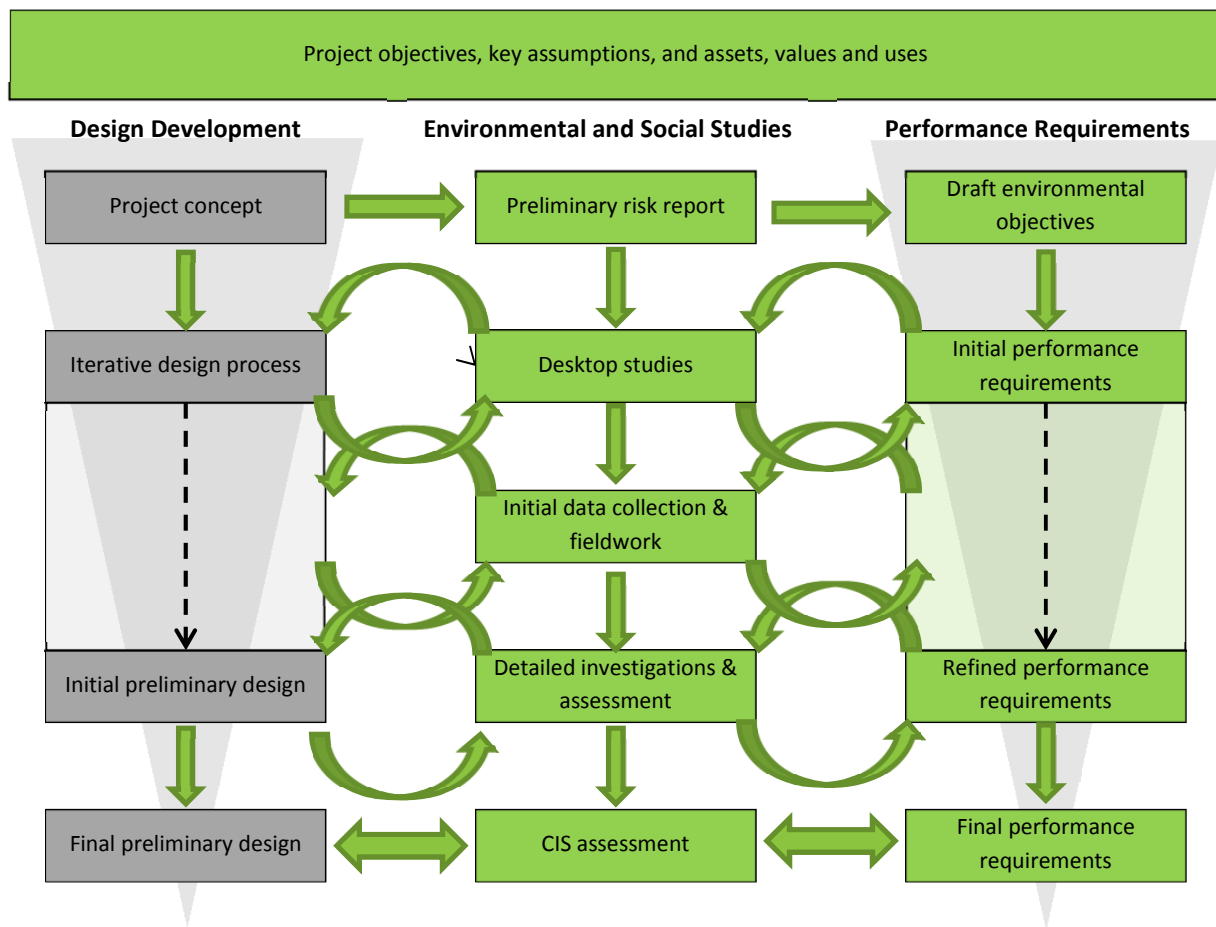 Project objectives, key assumptions, and assets, values and uses
Design Development
Environmental and Social Studies
Performance Requirements
Project concept
Preliminary risk report
Draft environmental
objectives
Iterative design process
Desktop studies
Initial performance
requirements
Initial data collection &
fieldwork
Initial preliminary design
Detailed investigations &
assessment
Refined performance
requirements
Final preliminary design
CIS assessment
Final performance
requirements